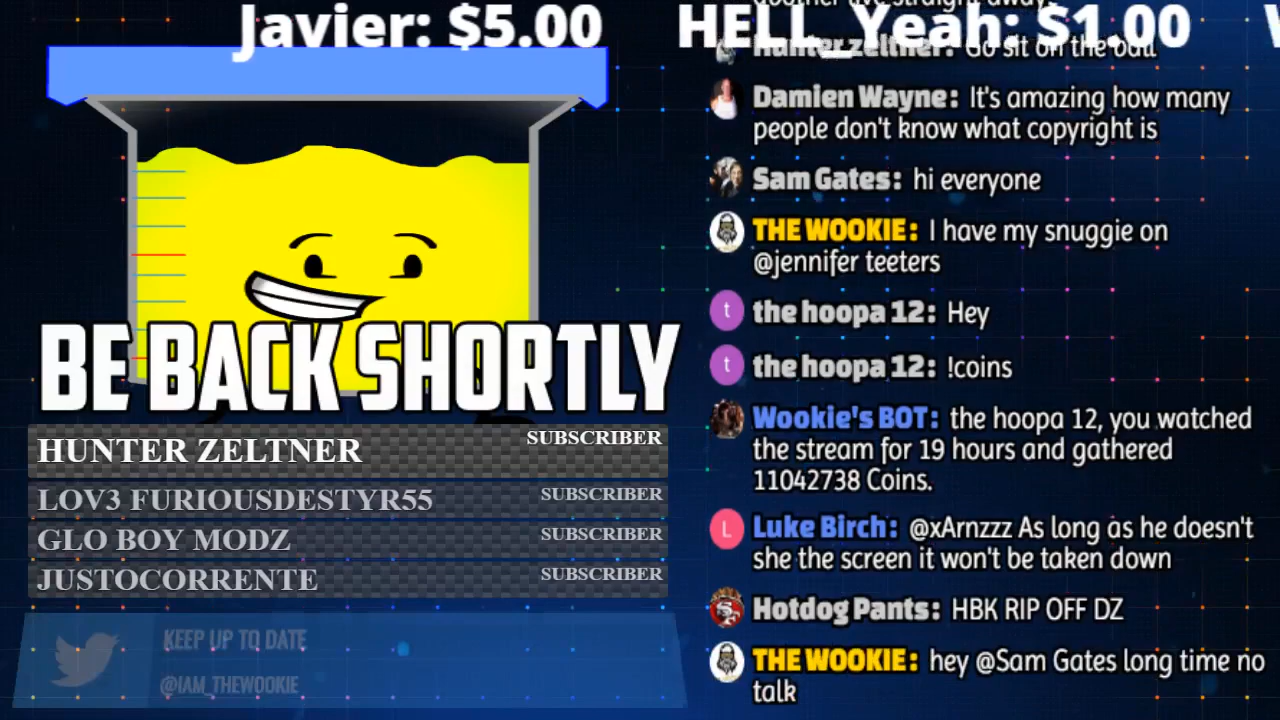 Javier: $5.00 HELL_Yeah: $1.00
Hunter zeltner: Go sit on the ball
Damien Wayne: It's amazing how many
people don't know what copyright is
Sam Gates: hi everyone
THE WOOKIE: I have my snuggie on
@jennifer teeters
t the hoopa 12: Hey
t the hoopa 12: !coins
Wookie's BOT: the hoopa 12, you watched
the stream for 19 hours and gathered
11042738 Coins.
L Luke Birch: @xArnzzz As long as he doesn't
she the screen it won't be taken down
Hotdog Pants: HBK RIP OFF DZ
THE WOOKIE: hey @Sam Gates long time no
talk
BE BACK SHORTLY
HUNTER ZELTNER SUBSCRIBER
LOV3 FURIOUSDESTYR55 SUBSCRIBER
GLO BOY MODZ SUBSCRIBER
JUSTOCORRENTE SUBSCRIBER
KEEP UP TO DATE
@IAM_THEWOOKIE